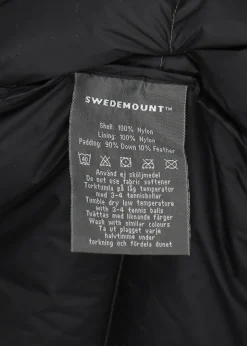 SWEDEMOUNT™
Shell: 100% Nylon
Lining: 100% Nylon
Padding: 90% Down 10% Feather
40
Använd ej sköljmedel
Do not use fabric softener
Torktumla på låg temperatur
med 3-4 tennisbollar
Tumble dry low temperature
with 3-4 tennis balls
Tvättas med liknande färger
Wash with similar colours
Ta ut plagget varje
halvtimme under
torkning och fördela dunet